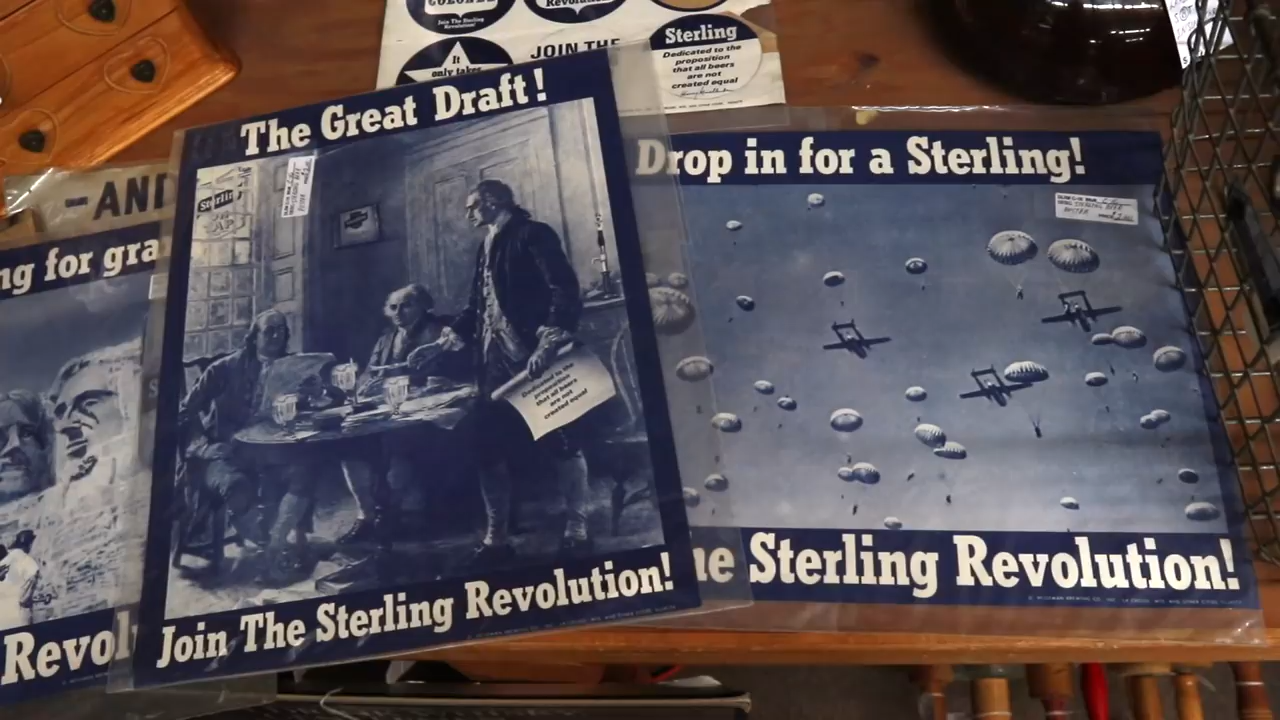 Join The Sterling
Revolution!
It
only takes
JOIN THE
Sterling
Dedicated to the
proposition
that all beers
are not
created equal
The Great Draft!
Dedicated to the
proposition
that all beers
are not
created equal
Join The Sterling Revolution!
Drop in for a Sterling!
he Sterling Revolution!
-AND
ng for gra
Revol